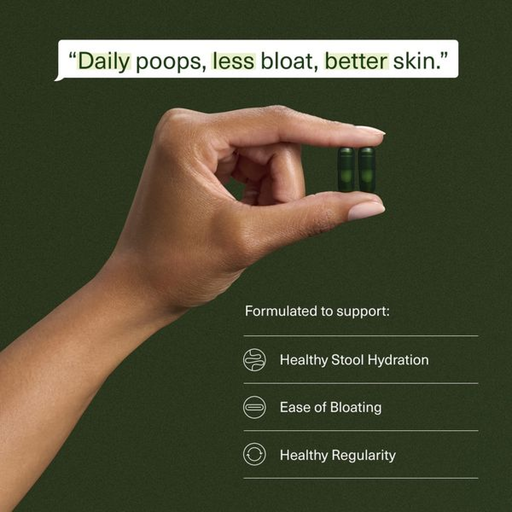 “Daily poops, less bloat, better skin.”
Formulated to support:
Healthy Stool Hydration
Ease of Bloating
Healthy Regularity